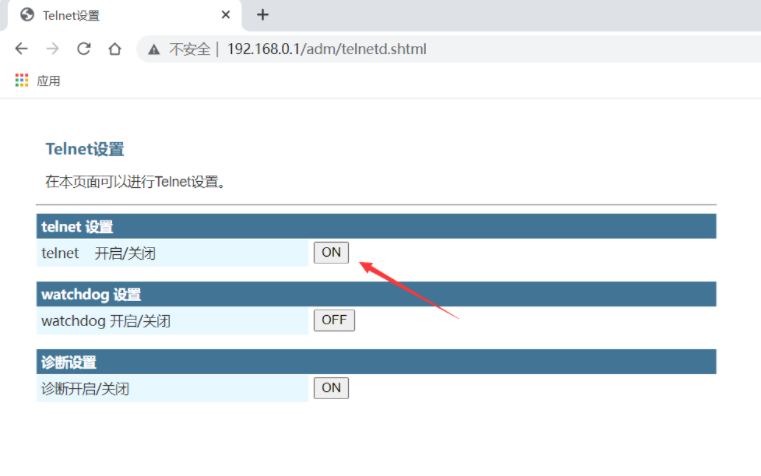 Telnet设置
不安全 | 192.168.0.1/adm/telnetd.shtml
应用
Telnet设置
在本页面可以进行Telnet设置。
telnet 设置
telnet 开启/关闭 ON
watchdog 设置
watchdog 开启/关闭 OFF
诊断设置
诊断开启/关闭 ON